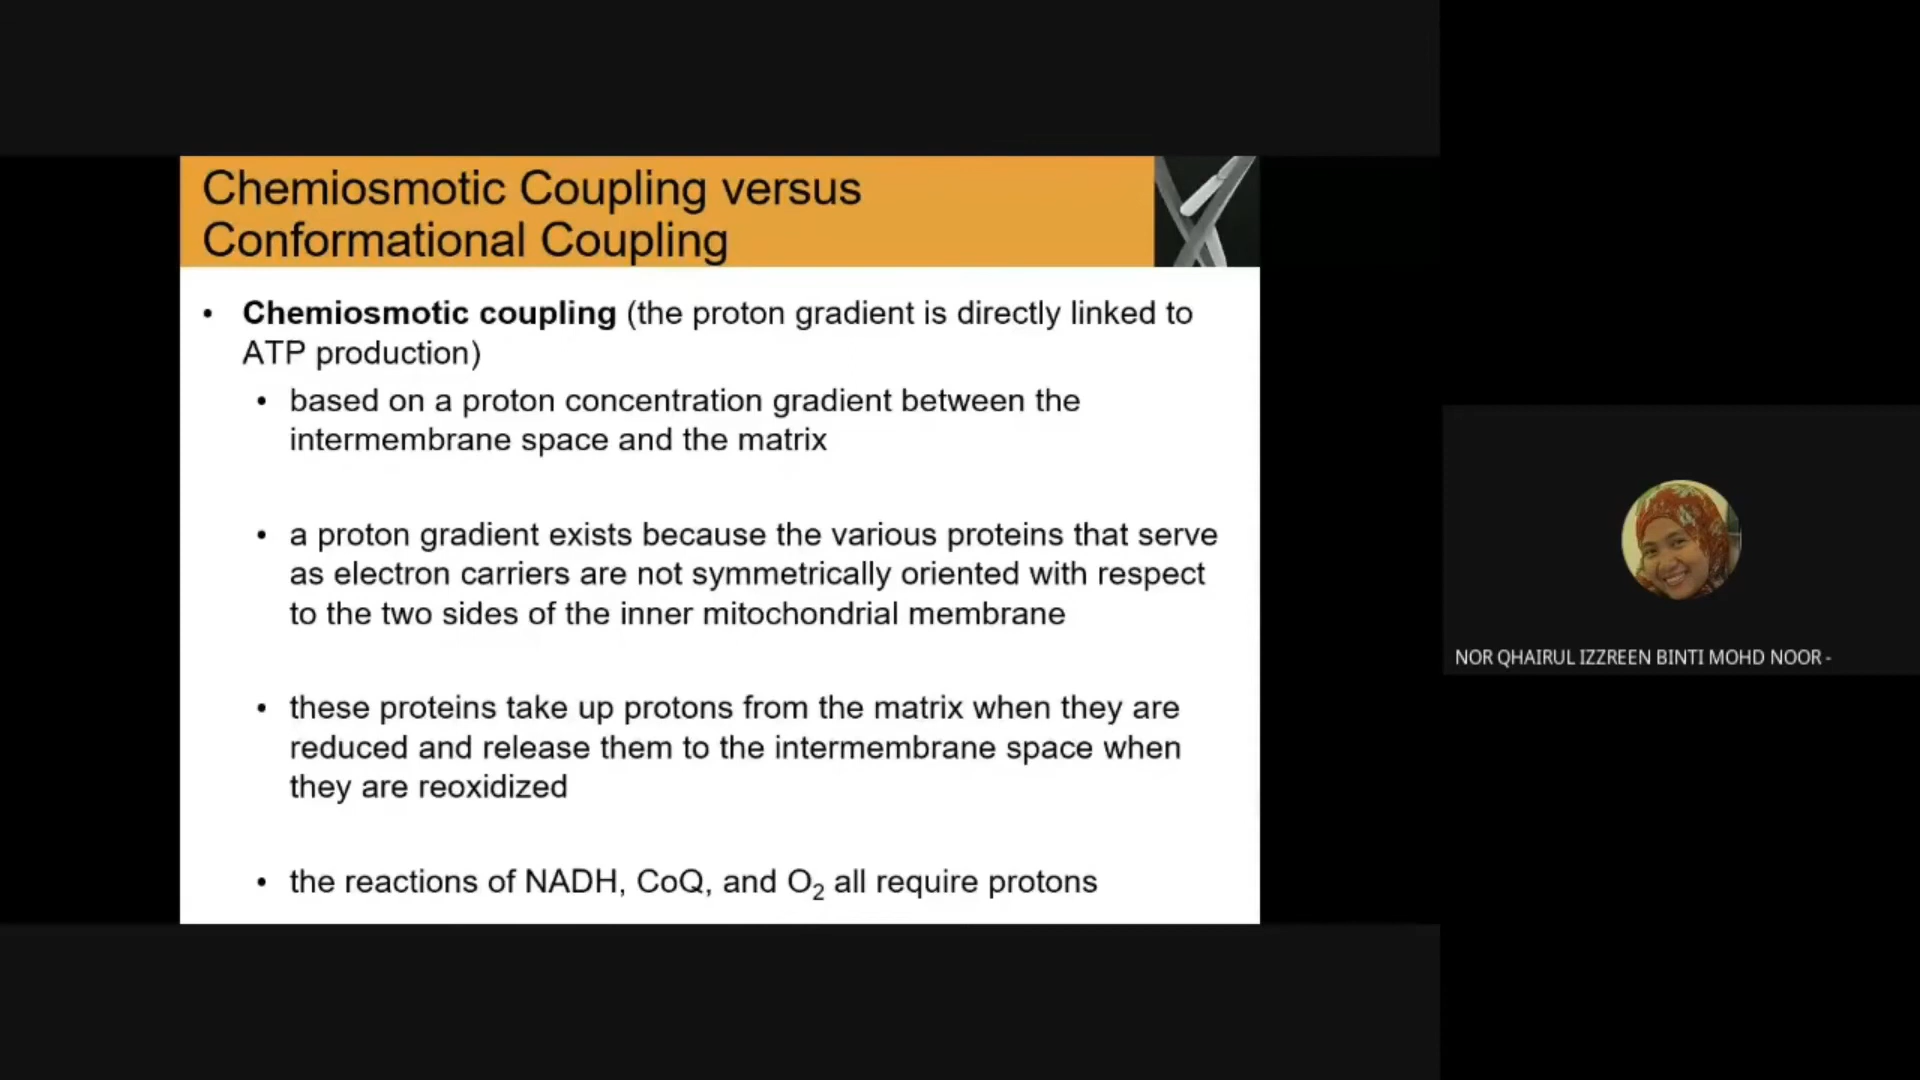 Chemiosmotic Coupling versus
Conformational Coupling
• Chemiosmotic coupling (the proton gradient is directly linked to
ATP production)
• based on a proton concentration gradient between the
intermembrane space and the matrix
• a proton gradient exists because the various proteins that serve
as electron carriers are not symmetrically oriented with respect
to the two sides of the inner mitochondrial membrane
• these proteins take up protons from the matrix when they are
reduced and release them to the intermembrane space when
they are reoxidized
• the reactions of NADH, CoQ, and O₂ all require protons
NOR QHAIRUL IZZREEN BINTI MOHD NOOR -